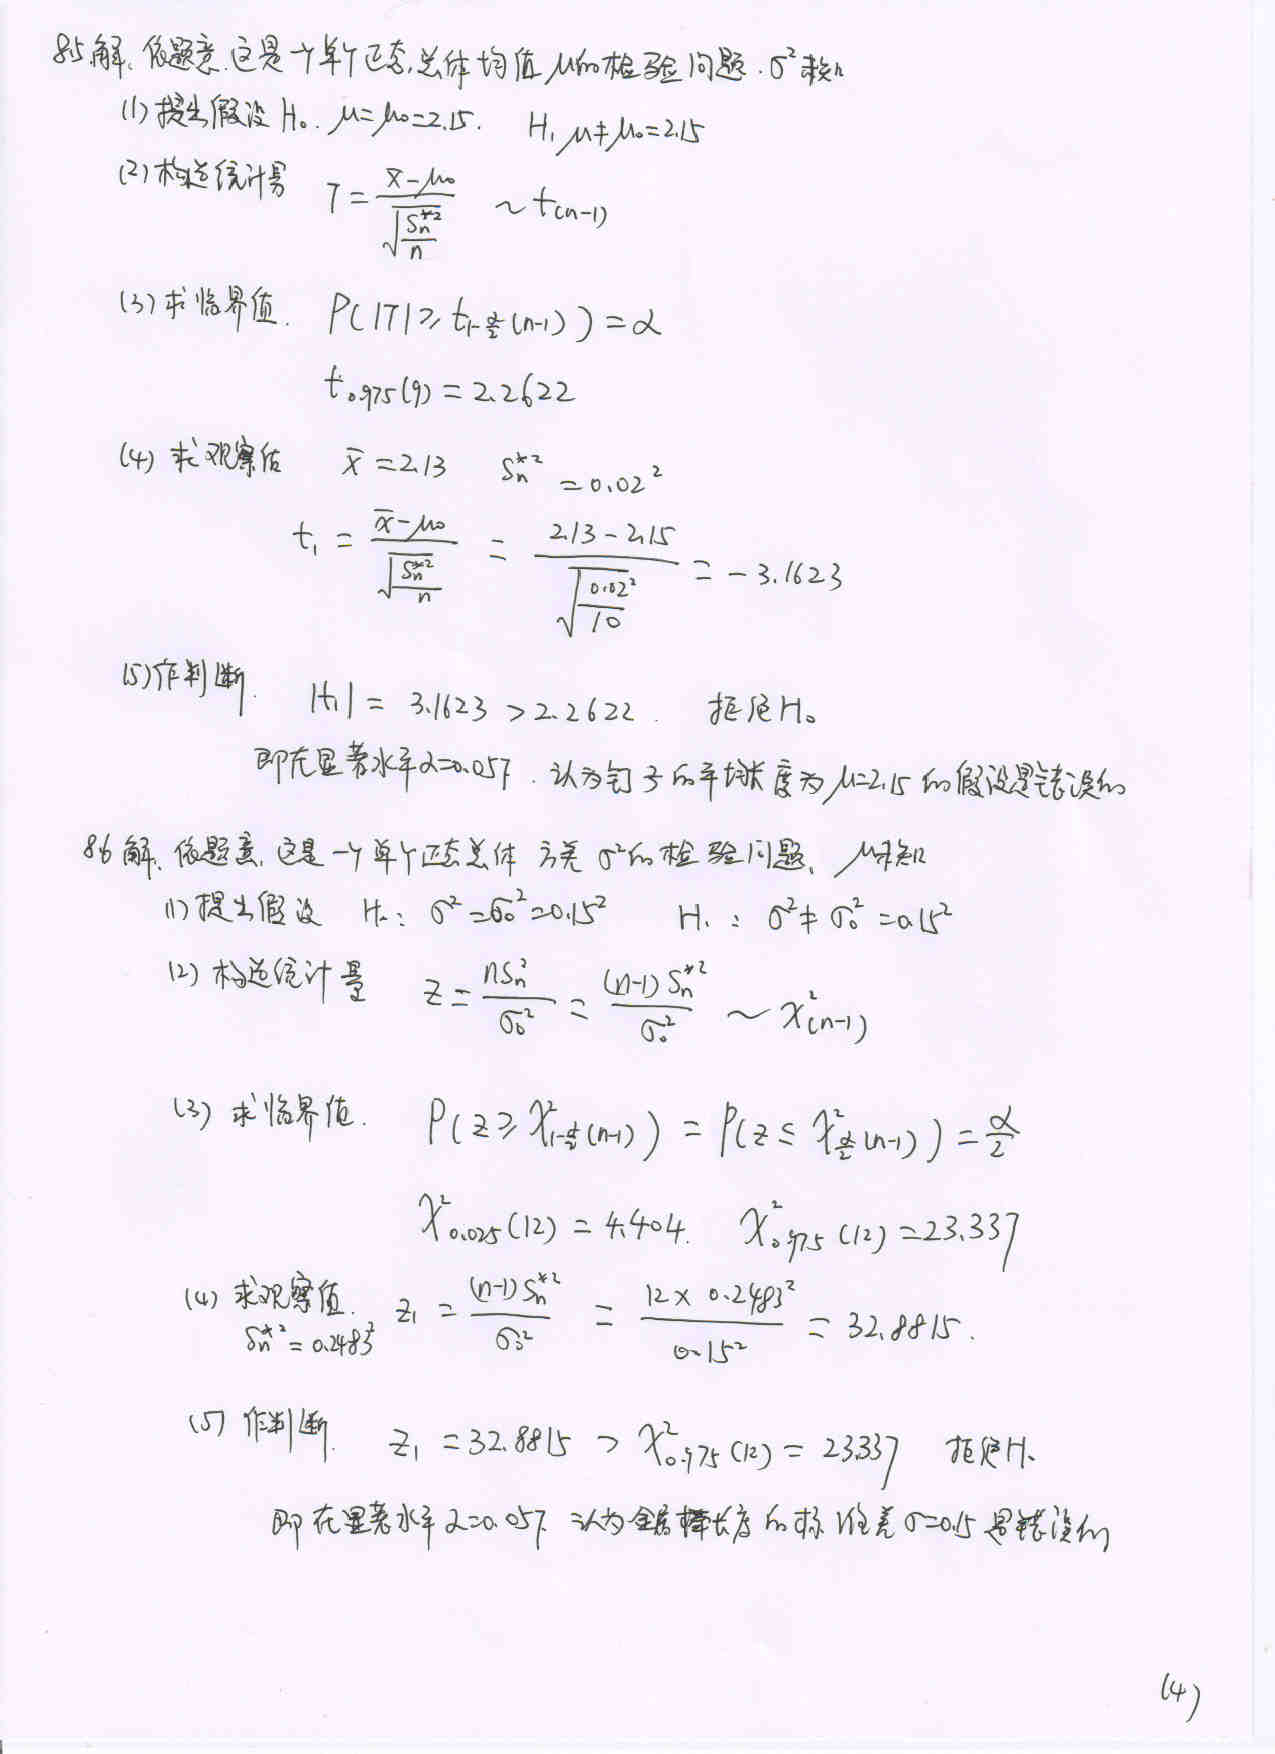 85 解、依题意,这是一个单个正态总体均值μ的检验问题.σ²未知
(1) 提出假设 H₀: μ=μ₀=2.15. H₁ μ≠μ₀=2.15
(2) 构造统计量 T = (x̄-μ₀)/√(Sₙ*²/n) ~ t(n-1)
(3) 求临界值. P(|T|≥t₁₋α/₂(n-1)) = α
t₀.₉₇₅(9) = 2.2622
(4) 求观察值 x̄=2.13 Sₙ*²=0.02²
t₁ = (x̄-μ₀)/√(Sₙ*²/n) = (2.13-2.15)/√(0.02²/10) = -3.1623
(5) 作判断. |t₁| = 3.1623 > 2.2622. 拒绝H₀
即在显著水平α=0.05下.认为钉子的平均长度为μ=2.15的假设是错误的
86 解、依题意,这是一个单个正态总体方差σ²的检验问题、μ未知
(1) 提出假设 H₀: σ²=σ₀²=0.15² H₁: σ²≠σ₀²=0.15²
(2) 构造统计量 Z = nSₙ²/σ₀² = (n-1)Sₙ*²/σ₀² ~ χ²(n-1)
(3) 求临界值. P(Z≥χ²₁₋α/₂(n-1)) = P(Z≤χ²α/₂(n-1)) = α/2
χ²₀.₀₂₅(12) = 4.404. χ²₀.₉₇₅(12) = 23.337
(4) 求观察值. Z₁ = (n-1)Sₙ*²/σ₀² = 12×0.2483²/0.15² = 32.8815.
Sₙ*²=0.2483²
(5) 作判断. Z₁=32.8815 > χ²₀.₉₇₅(12) = 23.337 拒绝H₀
即在显著水平α=0.05下.认为金属棒长度的标准差σ=0.15是错误的
(4)